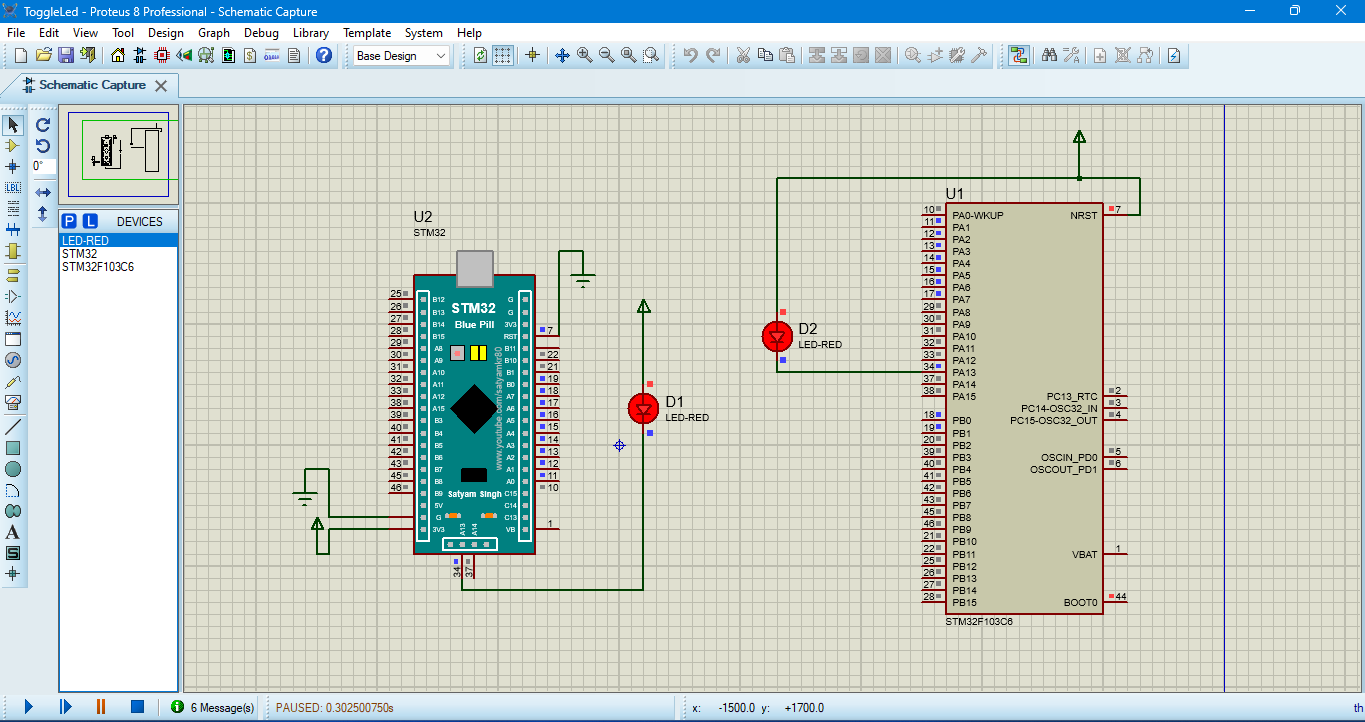 ToggleLed - Proteus 8 Professional - Schematic Capture
File Edit View Tool Design Graph Debug Library Template System Help
Base Design
Schematic Capture
0°
LBL
P L DEVICES
LED-RED
STM32
STM32F103C6
U2
STM32
STM32
Blue Pill
25 B12
26 B13
27 B14
28 B15
29 A8
30 A9
31 A10
32 A11
33 A12
38 A15
39 B3
40 B4
41 B5
42 B6
43 B7
45 B8
46 B9
5V
G
3V3
G
G
3V3
RST 7
B11 22
B10 21
B1 19
B0 18
A7 17
A6 16
A5 15
A4 14
A3 13
A2 12
A1 11
A0 10
C15
C14
C13
VB 1
www.youtube.com/satyamkr80
Satyam Singh
A13 A14
34 37
D1
LED-RED
D2
LED-RED
U1
10 PA0-WKUP
11 PA1
12 PA2
13 PA3
14 PA4
15 PA5
16 PA6
17 PA7
29 PA8
30 PA9
31 PA10
32 PA11
33 PA12
34 PA13
37 PA14
38 PA15
18 PB0
19 PB1
20 PB2
39 PB3
40 PB4
41 PB5
42 PB6
43 PB7
45 PB8
46 PB9
21 PB10
22 PB11
25 PB12
26 PB13
27 PB14
28 PB15
NRST 7
PC13_RTC 2
PC14-OSC32_IN 3
PC15-OSC32_OUT 4
OSCIN_PD0 5
OSCOUT_PD1 6
VBAT 1
BOOT0 44
STM32F103C6
6 Message(s) PAUSED: 0.302500750s x: -1500.0 y: +1700.0 th